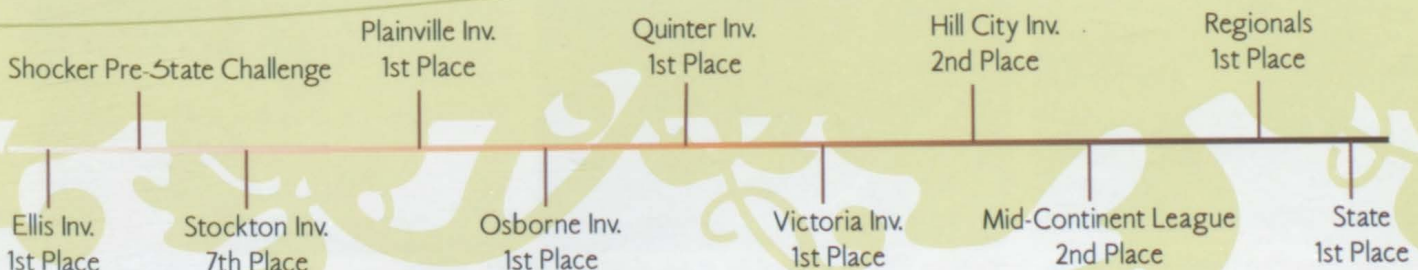 Ellis Inv.
1st Place
Shocker Pre-State Challenge
Stockton Inv.
7th Place
Plainville Inv.
1st Place
Osborne Inv.
1st Place
Quinter Inv.
1st Place
Victoria Inv.
1st Place
Hill City Inv.
2nd Place
Mid-Continent League
2nd Place
Regionals
1st Place
State
1st Place